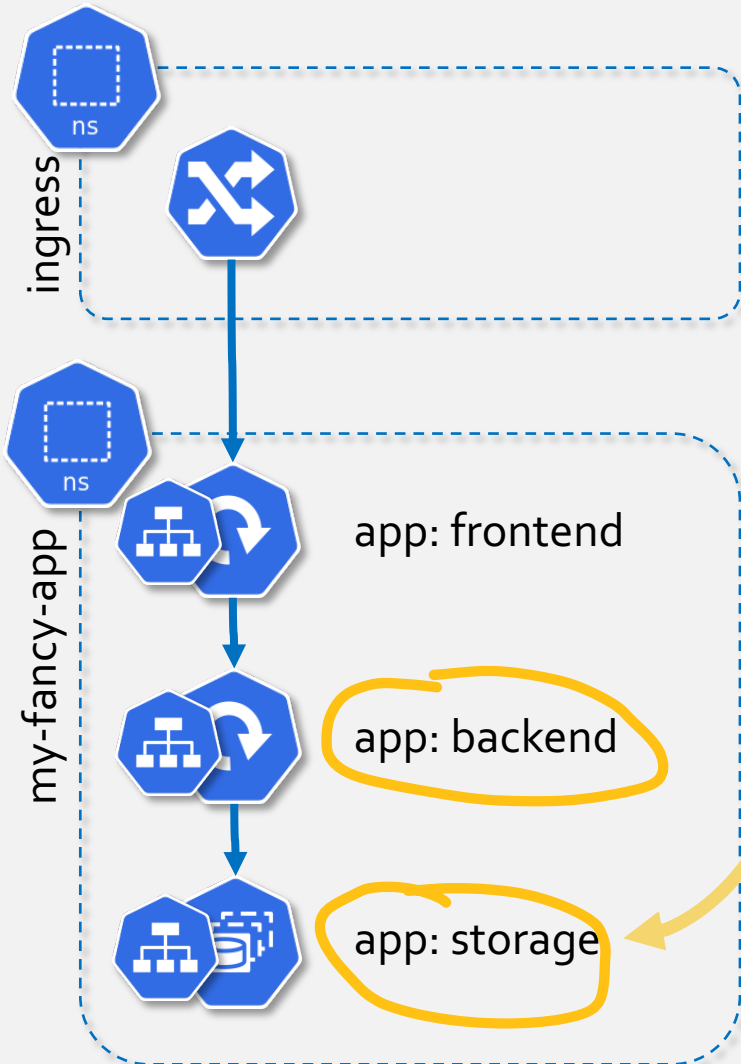 ns
ingress
ns
my-fancy-app
app: frontend
app: backend
app: storage